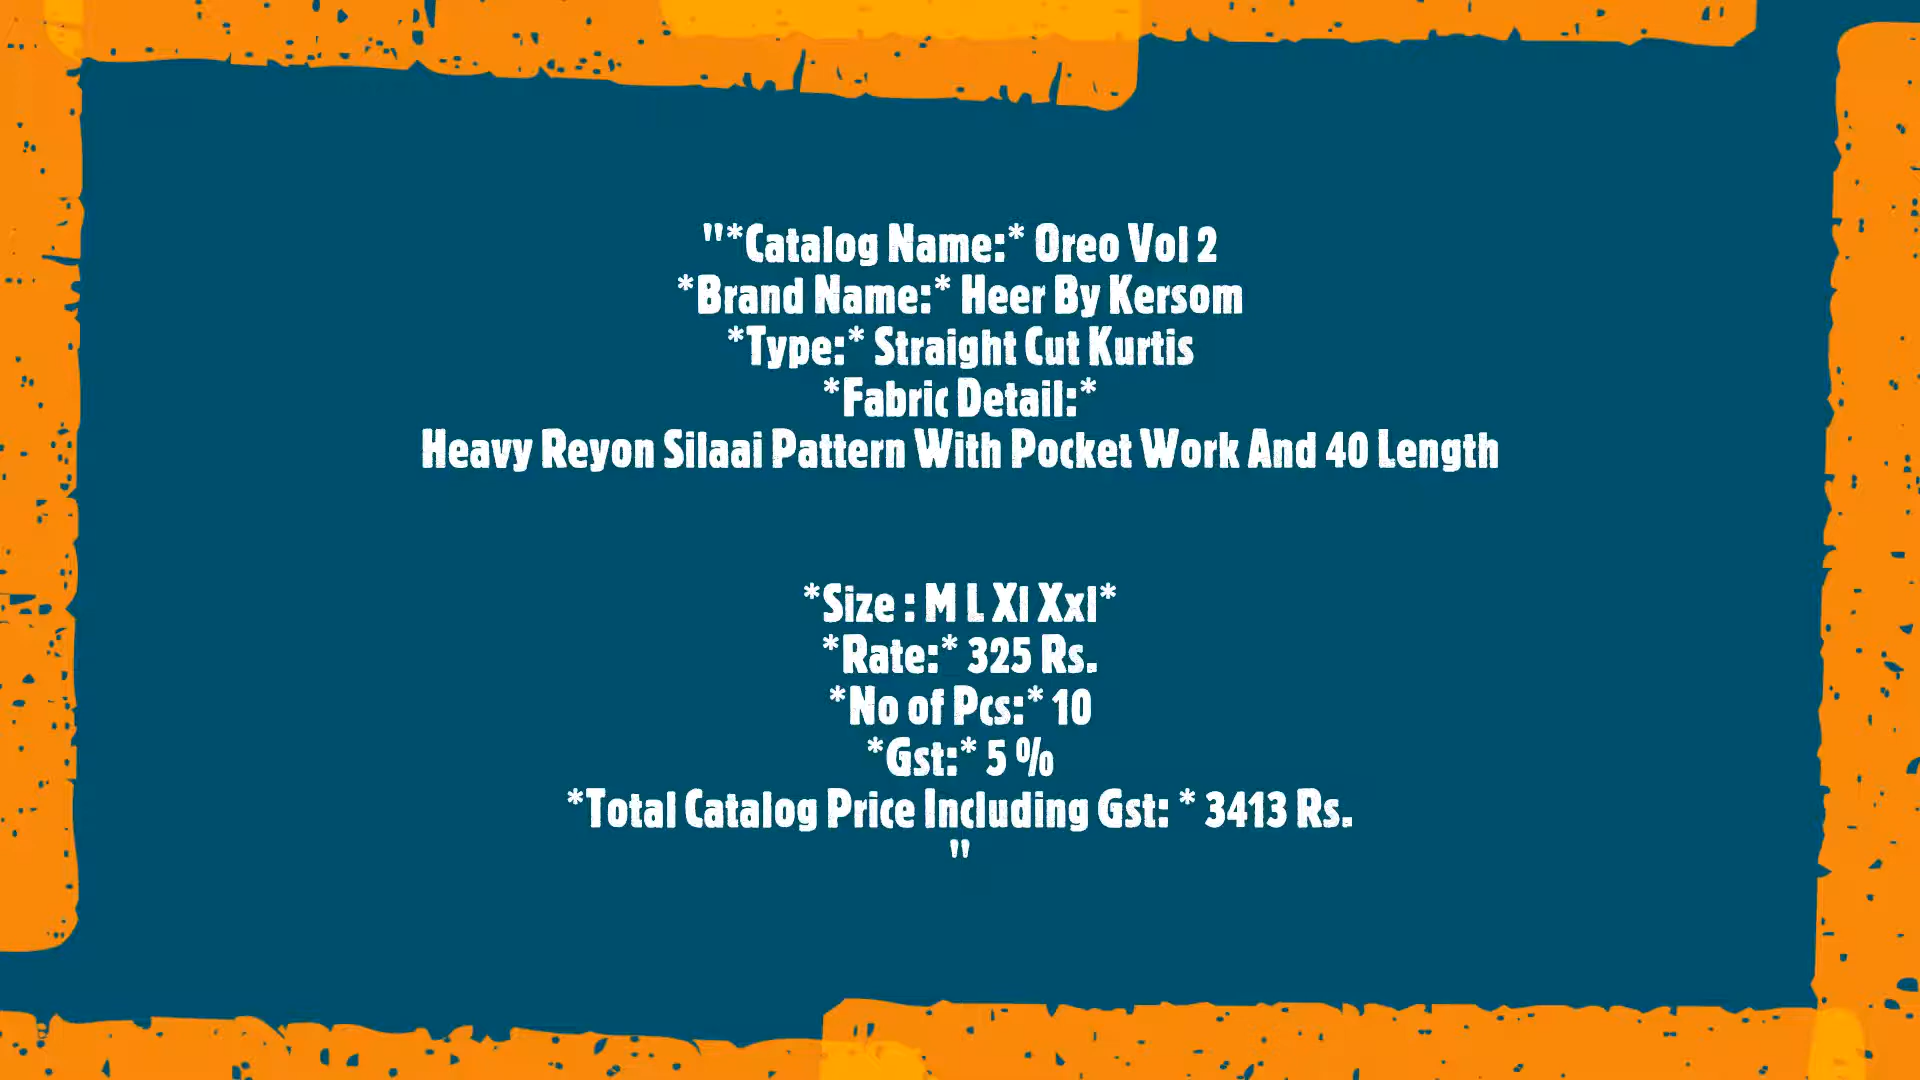 "*Catalog Name:* Oreo Vol 2
*Brand Name:* Heer By Kersom
*Type:* Straight Cut Kurtis
*Fabric Detail:*
Heavy Reyon Silaai Pattern With Pocket Work And 40 Length
*Size : M L Xl Xxl*
*Rate:* 325 Rs.
*No of Pcs:* 10
*Gst:* 5 %
*Total Catalog Price Including Gst: * 3413 Rs.
"